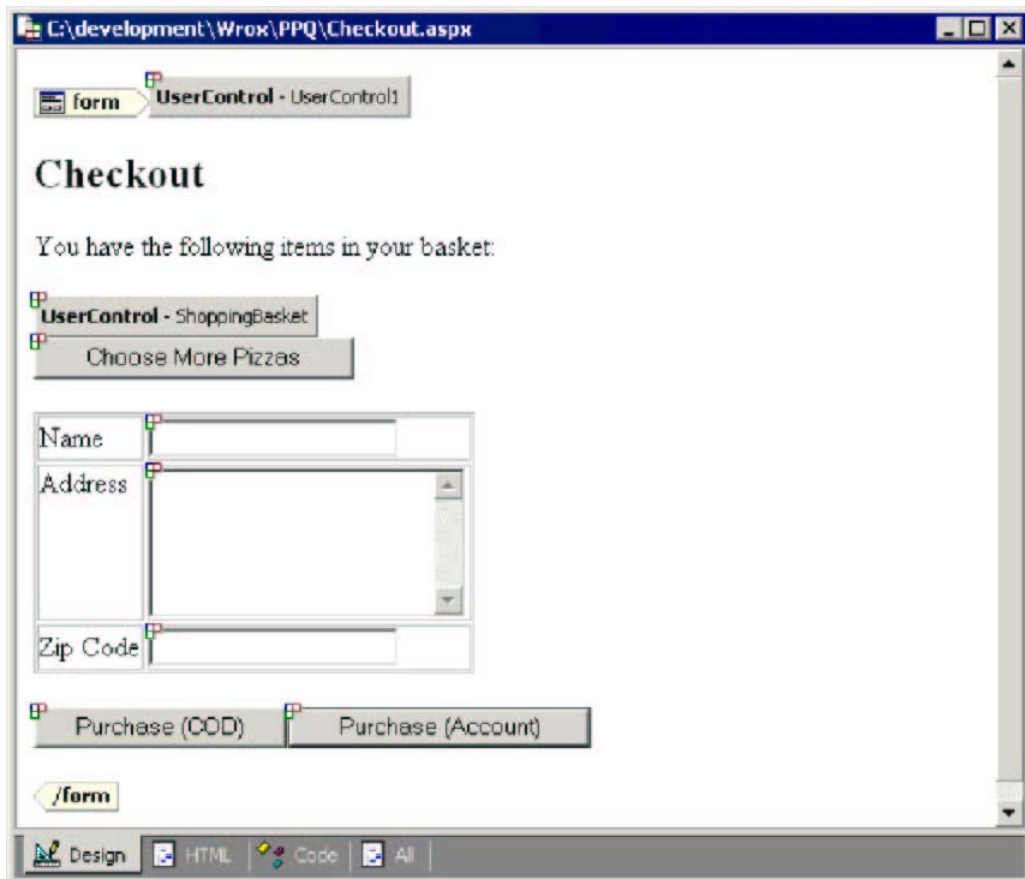 C:\development\Wrox\PPQ\Checkout.aspx
form UserControl - UserControl1
Checkout
You have the following items in your basket:
UserControl - ShoppingBasket
Choose More Pizzas
Name
Address
Zip Code
Purchase (COD) Purchase (Account)
/form
Design HTML Code All